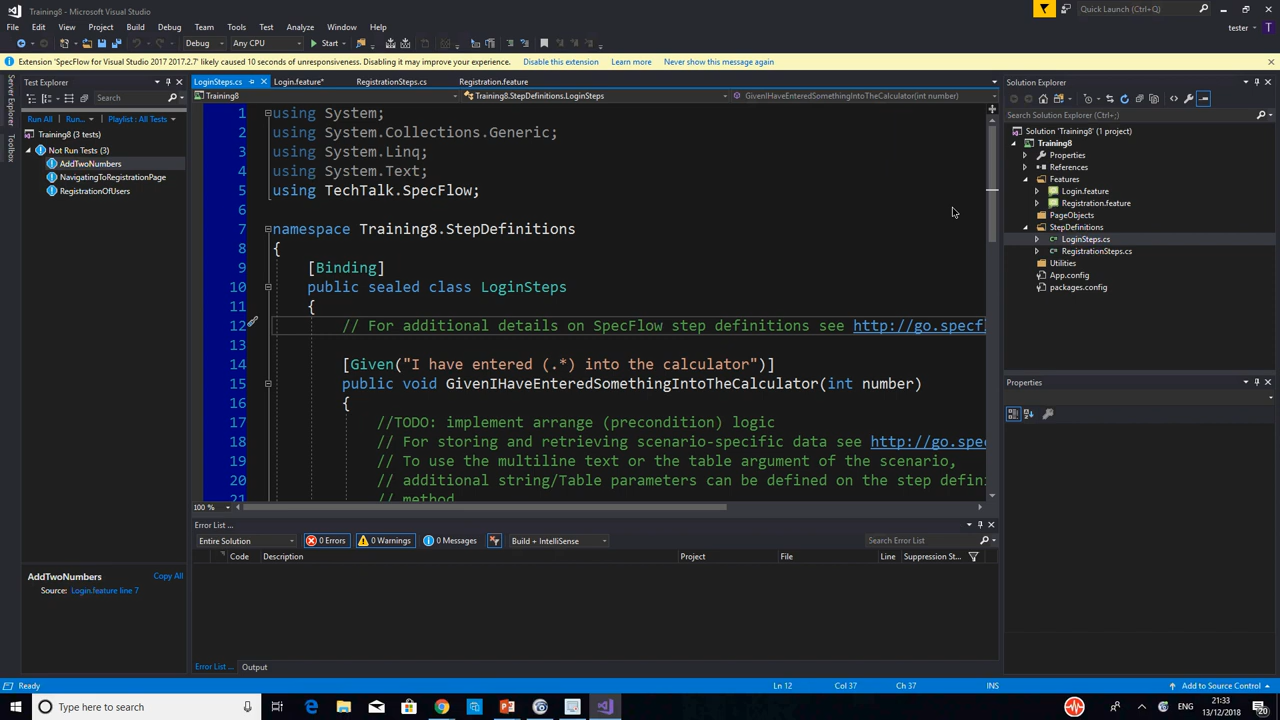 Training8 - Microsoft Visual Studio
Quick Launch (Ctrl+Q)
File Edit View Project Build Debug Team Tools Test Analyze Window Help
tester T
Debug Any CPU Start
Extension 'SpecFlow for Visual Studio 2017 2017.2.7' likely caused 10 seconds of unresponsiveness. Disabling it may improve your experience. Disable this extension Learn more Never show this message again
Server Explorer
Toolbox
Test Explorer
Search
Run All Run... Playlist : All Tests
Training8 (3 tests)
Not Run Tests (3)
AddTwoNumbers
NavigatingToRegistrationPage
RegistrationOfUsers
AddTwoNumbers Copy All
Source: Login.feature line 7
LoginSteps.cs Login.feature* RegistrationSteps.cs Registration.feature
Training8 Training8.StepDefinitions.LoginSteps GivenIHaveEnteredSomethingIntoTheCalculator(int number)
1 using System;
2 using System.Collections.Generic;
3 using System.Linq;
4 using System.Text;
5 using TechTalk.SpecFlow;
6
7 namespace Training8.StepDefinitions
8 {
9 [Binding]
10 public sealed class LoginSteps
11 {
12 // For additional details on SpecFlow step definitions see http://go.specfl
13
14 [Given("I have entered (.*) into the calculator")]
15 public void GivenIHaveEnteredSomethingIntoTheCalculator(int number)
16 {
17 //TODO: implement arrange (precondition) logic
18 // For storing and retrieving scenario-specific data see http://go.spec
19 // To use the multiline text or the table argument of the scenario,
20 // additional string/Table parameters can be defined on the step defin
21 // method.
100 %
Error List ...
Entire Solution 0 Errors 0 Warnings 0 Messages Build + IntelliSense Search Error List
Code Description Project File Line Suppression St...
Error List ... Output
Solution Explorer
Search Solution Explorer (Ctrl+;)
Solution 'Training8' (1 project)
Training8
Properties
References
Features
Login.feature
Registration.feature
PageObjects
StepDefinitions
LoginSteps.cs
RegistrationSteps.cs
Utilities
App.config
packages.config
Properties
Ready Ln 12 Col 37 Ch 37 INS Add to Source Control
Type here to search
ENG
21:33
13/12/2018
20